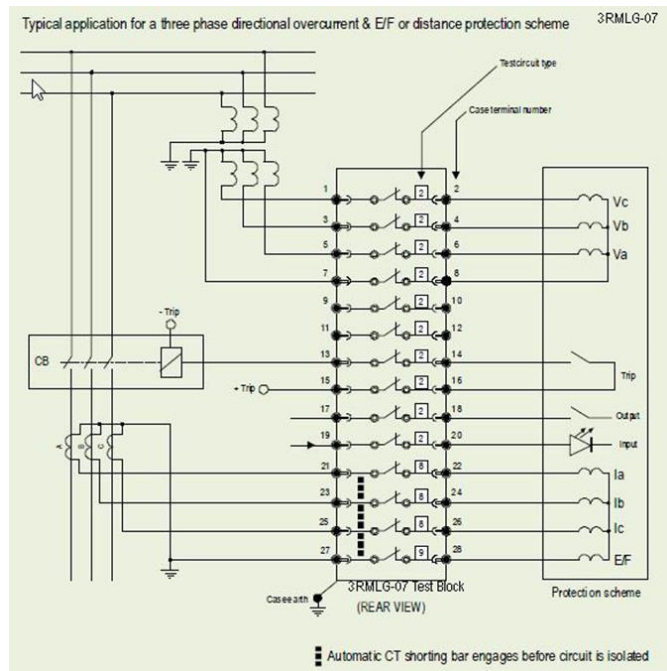 Typical application for a three phase directional overcurrent & E/F or distance protection scheme
3RMLG-07
Testcircuit type
Case terminal number
1 2 2 Vc
3 2 4 Vb
5 2 6 Va
7 2 8
9 2 10
- Trip
11 2 12
CB
13 2 14
Trip
+ Trip
15 2 16
17 2 18 Output
19 2 20 Input
A B C
21 8 22 Ia
23 8 24 Ib
25 8 26 Ic
27 9 28 E/F
3RMLG-07 Test Block
(REAR VIEW)
Case earth
Protection scheme
Automatic CT shorting bar engages before circuit is isolated